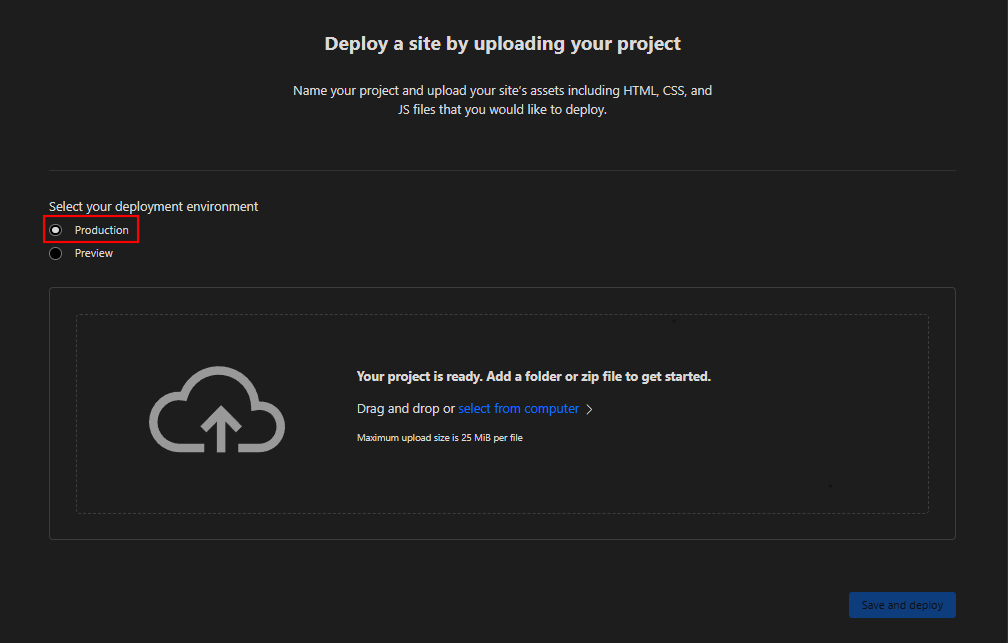 Deploy a site by uploading your project
Name your project and upload your site's assets including HTML, CSS, and
JS files that you would like to deploy.
Select your deployment environment
Production
Preview
Your project is ready. Add a folder or zip file to get started.
Drag and drop or select from computer
Maximum upload size is 25 MiB per file
Save and deploy